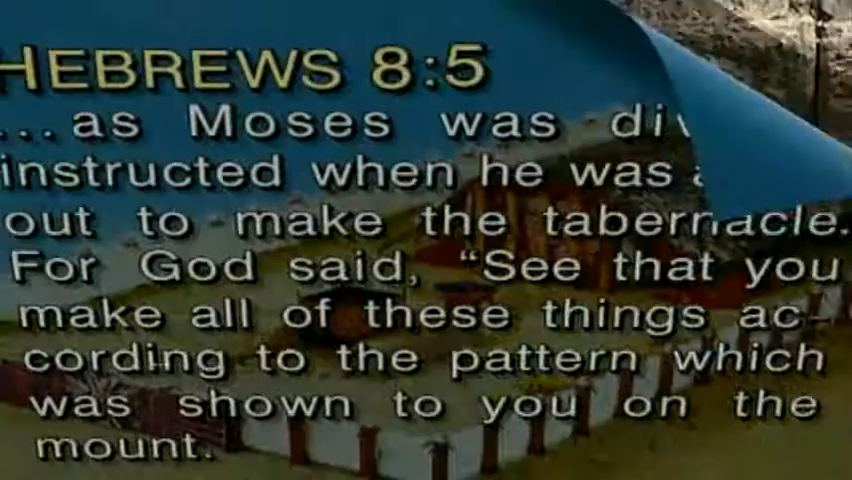 HEBREWS 8:5
...as Moses was
instructed when he was
out to make the tabernacle.
For God said, “See that you
make all of these things ac-
cording to the pattern which
was shown to you on the
mount.